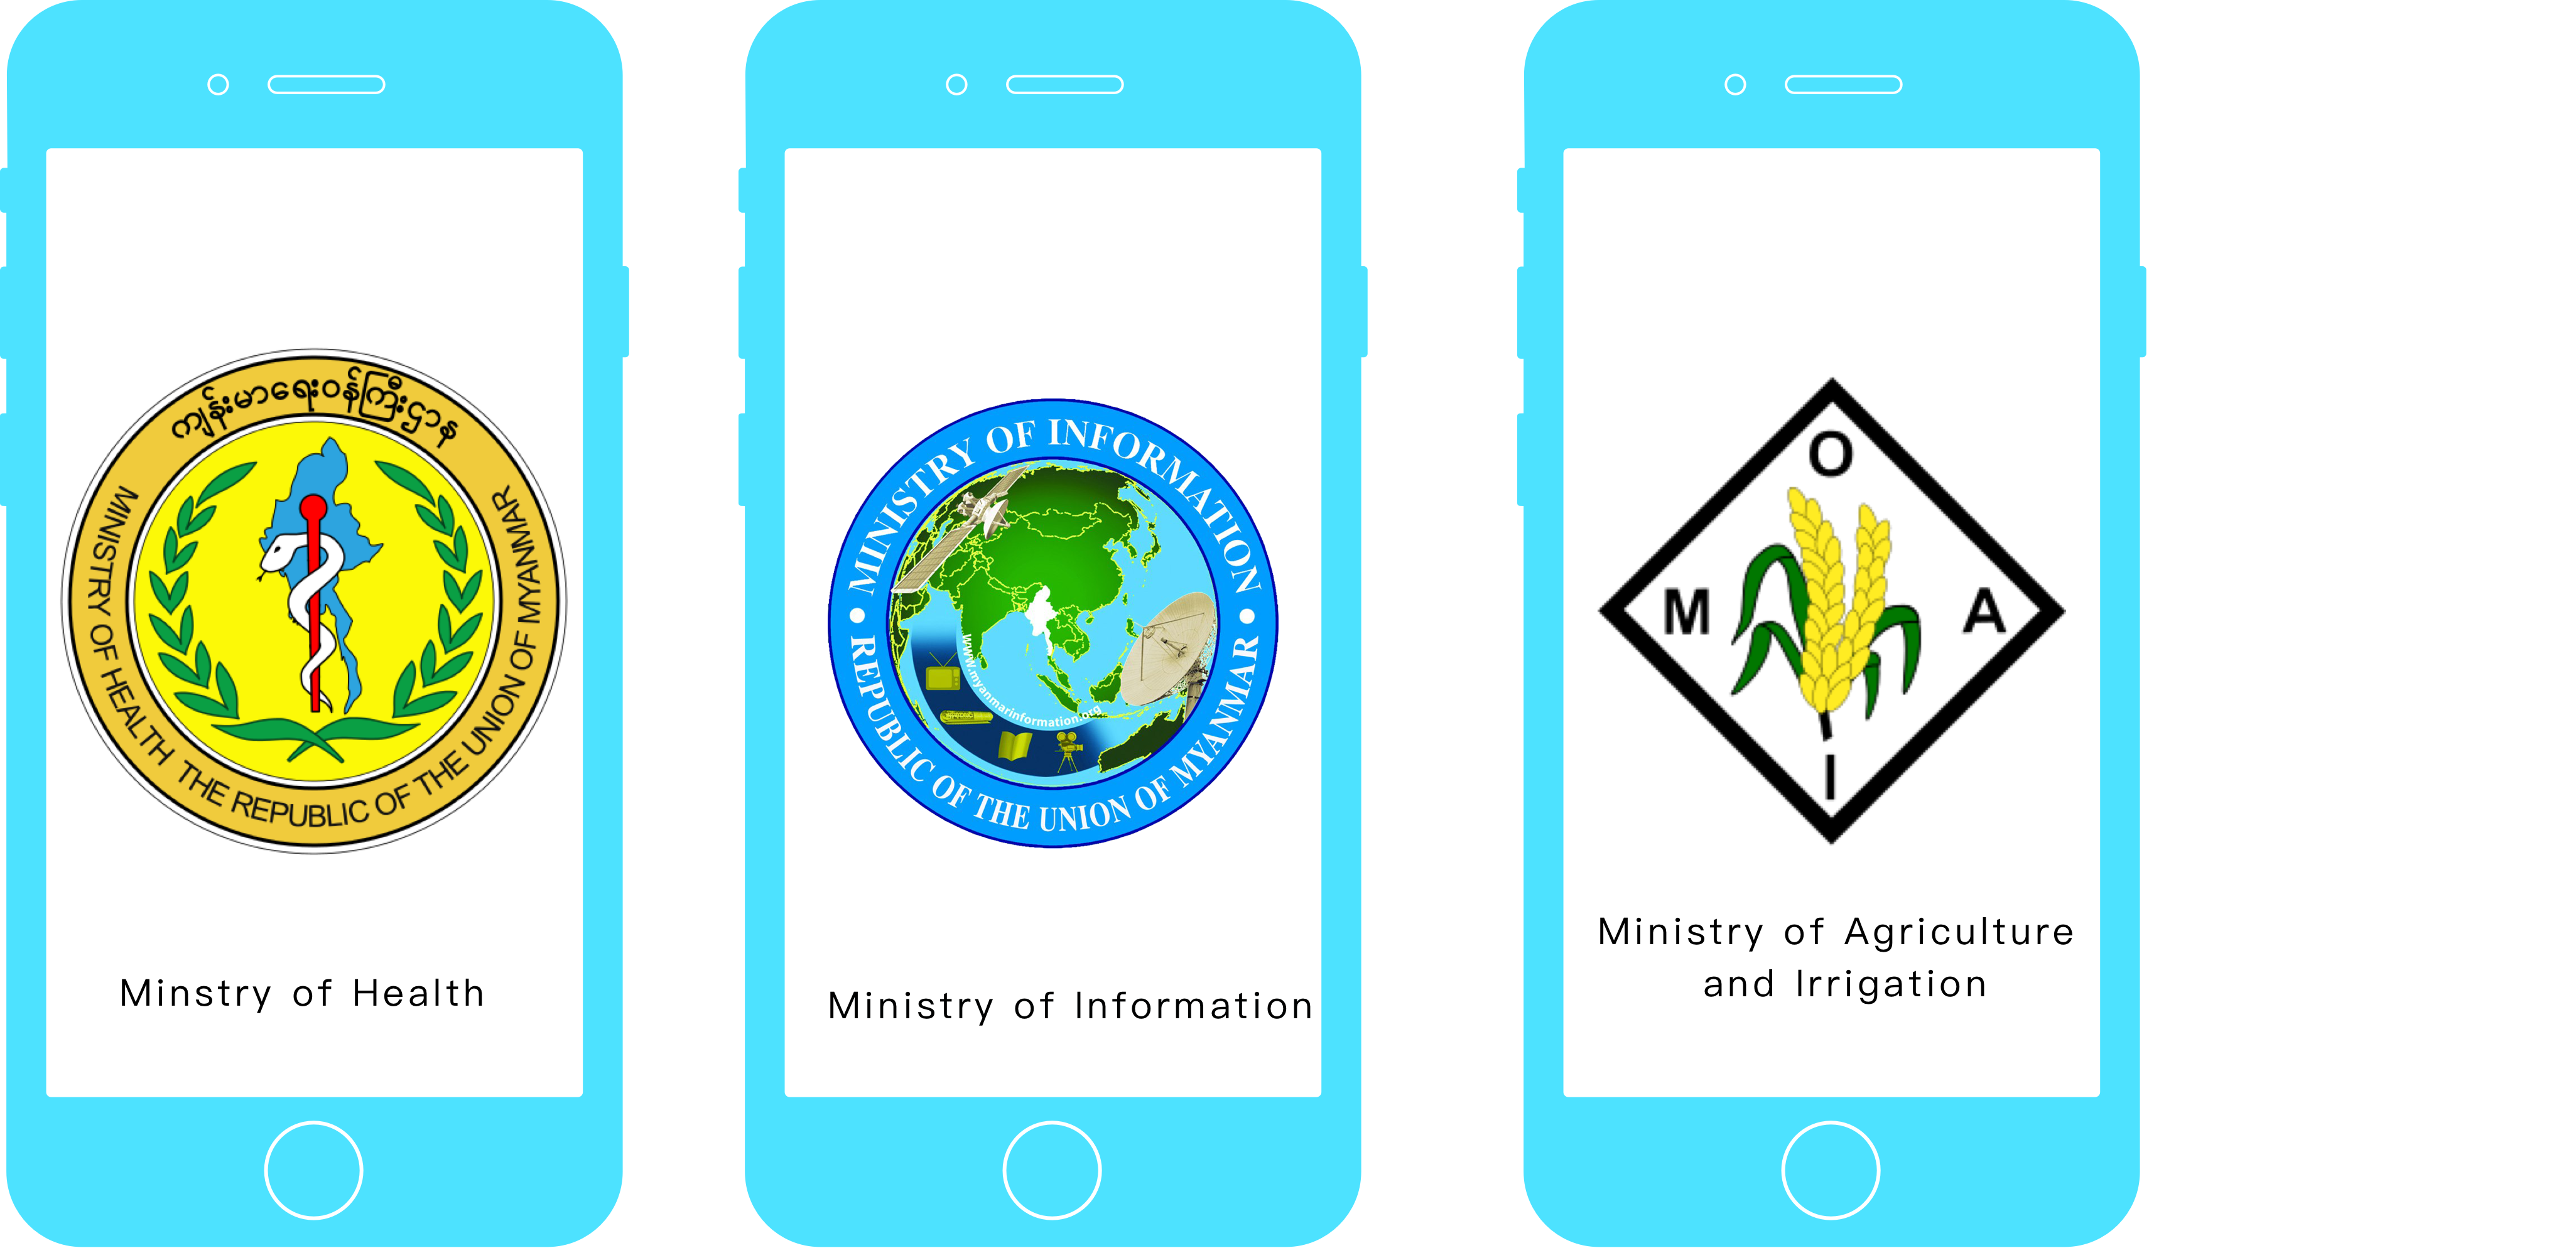 ကျန်းမာရေးဝန်ကြီးဌာန
MINISTRY OF HEALTH THE REPUBLIC OF THE UNION OF MYANMAR
Minstry of Health
MINISTRY OF INFORMATION
www.myanmarinformation.org
• REPUBLIC OF THE UNION OF MYANMAR •
Ministry of Information
O
M A
I
Ministry of Agriculture
and Irrigation